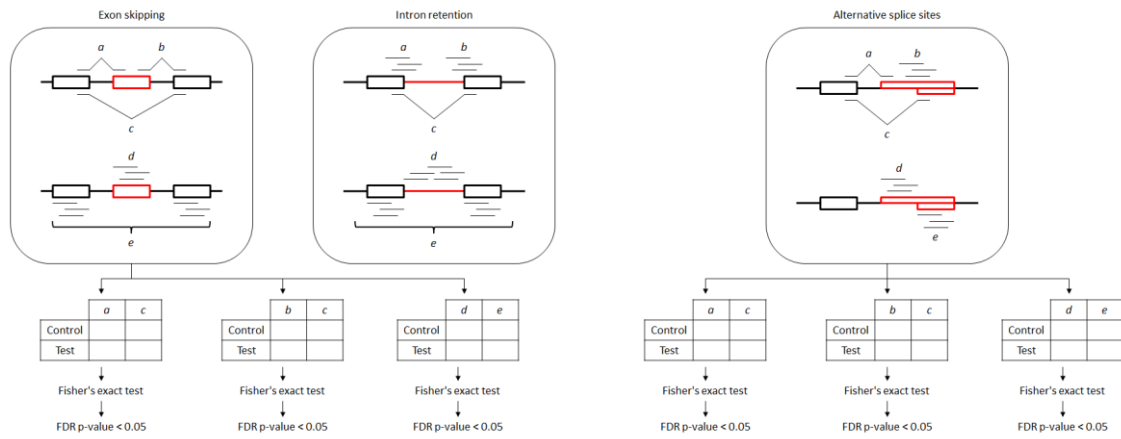 Exon skipping
Intron retention
Alternative splice sites
a
b
c
d
e
a
b
c
d
e
a
b
c
d
e
a
c
Control
Test
Fisher's exact test
FDR p-value < 0.05
b
c
Control
Test
Fisher's exact test
FDR p-value < 0.05
d
e
Control
Test
Fisher's exact test
FDR p-value < 0.05
a
c
Control
Test
Fisher's exact test
FDR p-value < 0.05
b
c
Control
Test
Fisher's exact test
FDR p-value < 0.05
d
e
Control
Test
Fisher's exact test
FDR p-value < 0.05